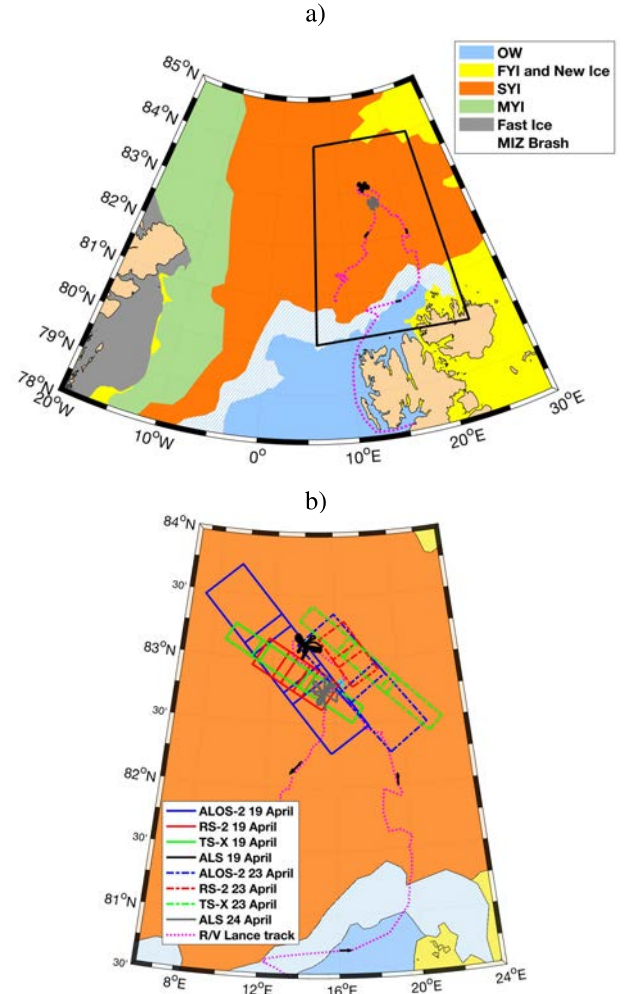 a)
OW
FYI and New Ice
SYI
MYI
Fast Ice
MIZ Brash
85°N
84°N
83°N
82°N
81°N
80°N
79°N
78°N
20°W
10°W
0°
10°E
20°E
30°E
b)
84°N
30'
83°N
30'
82°N
30'
81°N
30'
ALOS-2 19 April
RS-2 19 April
TS-X 19 April
ALS 19 April
ALOS-2 23 April
RS-2 23 April
TS-X 23 April
ALS 24 April
R/V Lance track
8°E
12°E
16°E
20°E
24°E